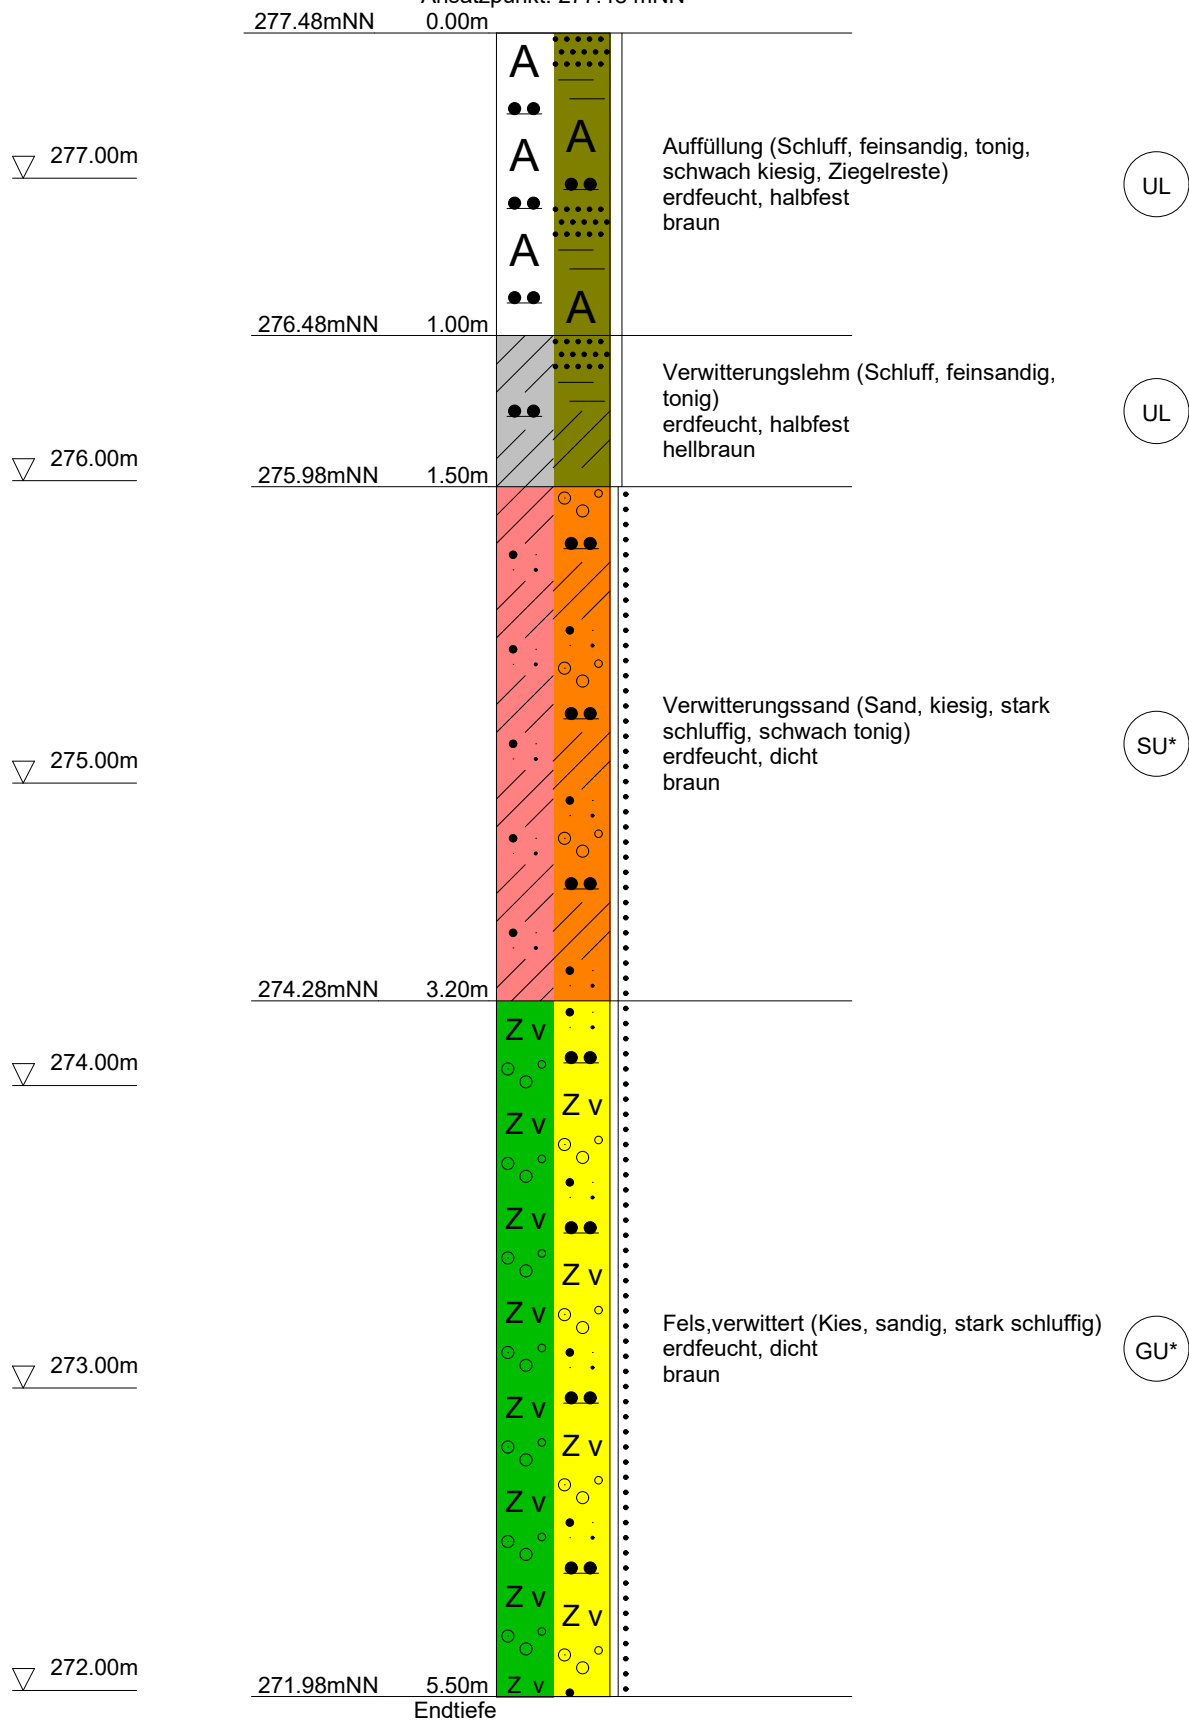 277.48mNN 0.00m
A
A
277.00m
A
A
A
Auffüllung (Schluff, feinsandig, tonig,
schwach kiesig, Ziegelreste)
erdfeucht, halbfest
braun
UL
276.48mNN 1.00m
Verwitterungslehm (Schluff, feinsandig,
tonig)
erdfeucht, halbfest
hellbraun
UL
276.00m
275.98mNN 1.50m
Verwitterungssand (Sand, kiesig, stark
schluffig, schwach tonig)
erdfeucht, dicht
braun
SU*
275.00m
274.28mNN 3.20m
Z v
274.00m
Z v
Z v
Z v
Z v
Z v
Fels,verwittert (Kies, sandig, stark schluffig)
erdfeucht, dicht
braun
GU*
273.00m
Z v
Z v
Z v
Z v
Z v
272.00m
271.98mNN 5.50m
Z v
Endtiefe